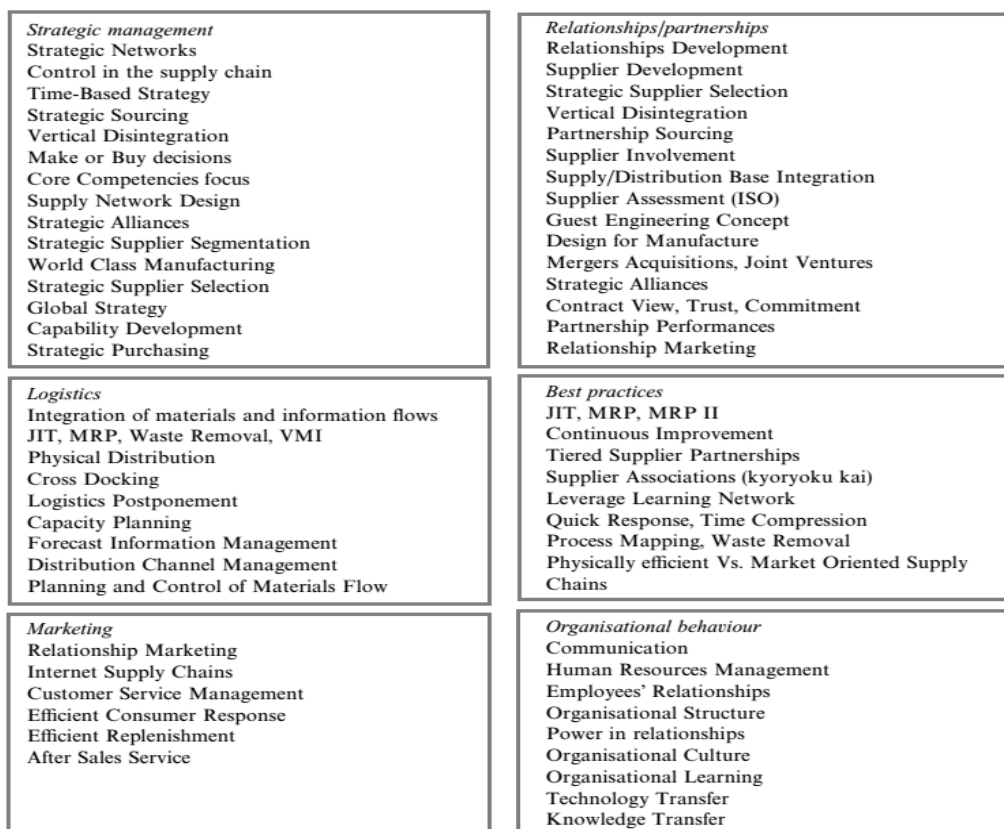 Strategic management
Strategic Networks
Control in the supply chain
Time-Based Strategy
Strategic Sourcing
Vertical Disintegration
Make or Buy decisions
Core Competencies focus
Supply Network Design
Strategic Alliances
Strategic Supplier Segmentation
World Class Manufacturing
Strategic Supplier Selection
Global Strategy
Capability Development
Strategic Purchasing
Relationships/partnerships
Relationships Development
Supplier Development
Strategic Supplier Selection
Vertical Disintegration
Partnership Sourcing
Supplier Involvement
Supply/Distribution Base Integration
Supplier Assessment (ISO)
Guest Engineering Concept
Design for Manufacture
Mergers Acquisitions, Joint Ventures
Strategic Alliances
Contract View, Trust, Commitment
Partnership Performances
Relationship Marketing
Logistics
Integration of materials and information flows
JIT, MRP, Waste Removal, VMI
Physical Distribution
Cross Docking
Logistics Postponement
Capacity Planning
Forecast Information Management
Distribution Channel Management
Planning and Control of Materials Flow
Best practices
JIT, MRP, MRP II
Continuous Improvement
Tiered Supplier Partnerships
Supplier Associations (kyoryoku kai)
Leverage Learning Network
Quick Response, Time Compression
Process Mapping, Waste Removal
Physically efficient Vs. Market Oriented Supply
Chains
Marketing
Relationship Marketing
Internet Supply Chains
Customer Service Management
Efficient Consumer Response
Efficient Replenishment
After Sales Service
Organisational behaviour
Communication
Human Resources Management
Employees' Relationships
Organisational Structure
Power in relationships
Organisational Culture
Organisational Learning
Technology Transfer
Knowledge Transfer